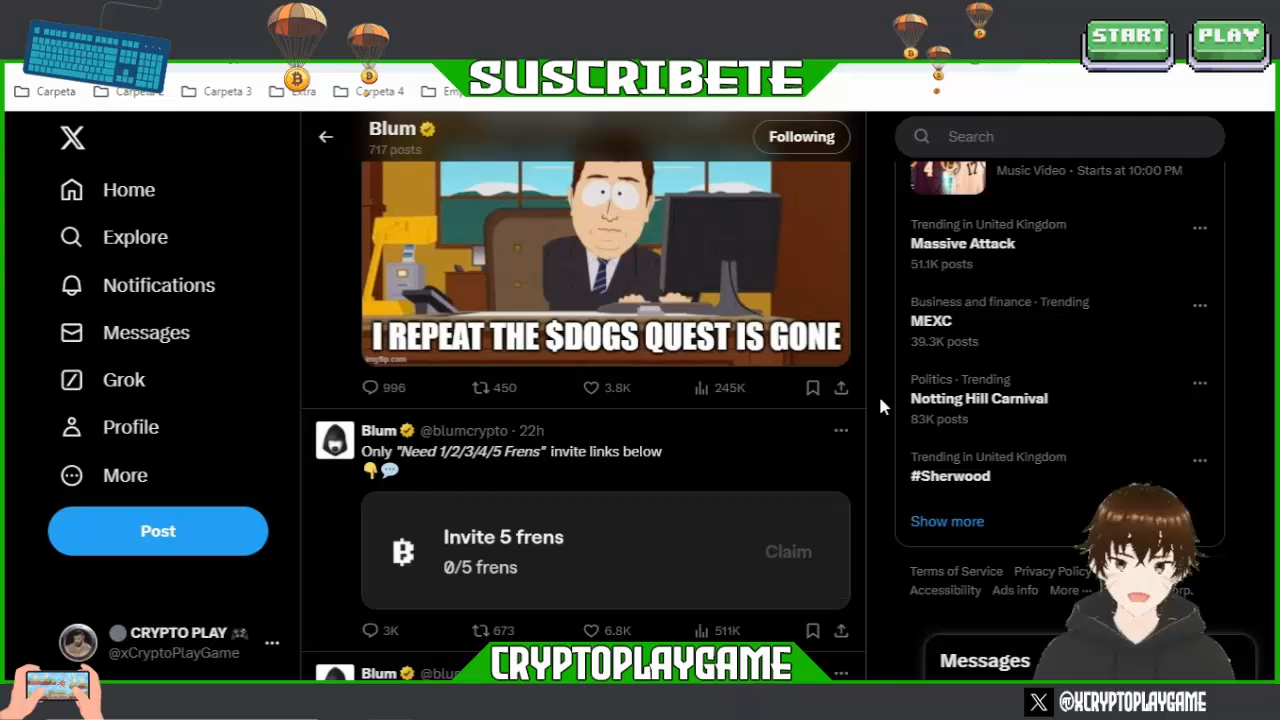 START
PLAY
SUSCRIBETE
Carpeta
Carpeta
Carpeta 3
Extra
Carpeta 4
Blum
717 posts
Following
Search
Music Video · Starts at 10:00 PM
Home
Explore
Notifications
Messages
Grok
Profile
More
Post
CRYPTO PLAY
@xCryptoPlayGame
I REPEAT THE $DOGS QUEST IS GONE
imgflip.com
996
450
3.8K
245K
Blum @blumcrypto · 22h
Only "Need 1/2/3/4/5 Frens" invite links below
Invite 5 frens
0/5 frens
Claim
3K
673
6.8K
511K
Blum
Trending in United Kingdom
Massive Attack
51.1K posts
Business and finance · Trending
MEXC
39.3K posts
Politics · Trending
Notting Hill Carnival
83K posts
Trending in United Kingdom
#Sherwood
Show more
Terms of Service Privacy Policy
Accessibility Ads info More
Messages
CRYPTOPLAYGAME
@XCRYPTOPLAYGAME